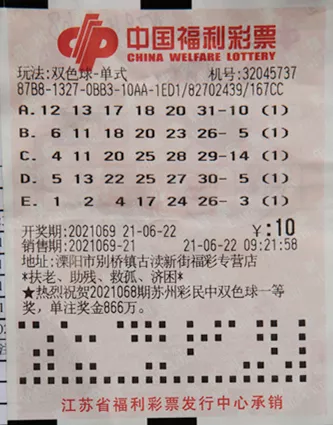 中国福利彩票
CHINA WELFARE LOTTERY
玩法:双色球-单式 机号:32045737
87B8-1327-0BB3-10AA-1ED1/82702439/167CC
A.12 13 17 18 20 31-10 (1)
B. 6 11 18 20 23 26- 5 (1)
C. 4 11 20 25 28 29-14 (1)
D. 5 13 22 25 27 30- 5 (1)
E. 1 2 4 17 24 26- 3 (1)
开奖期:2021069 21-06-22 ¥:10
销售期:2021069-21 21-06-22 09:21:58
地址:溧阳市别桥镇古渎新街福彩专营店
*扶老、助残、救孤、济困*
★热烈祝贺2021068期苏州彩民中双色球一等
奖,单注奖金866万.
江苏省福利彩票发行中心承销